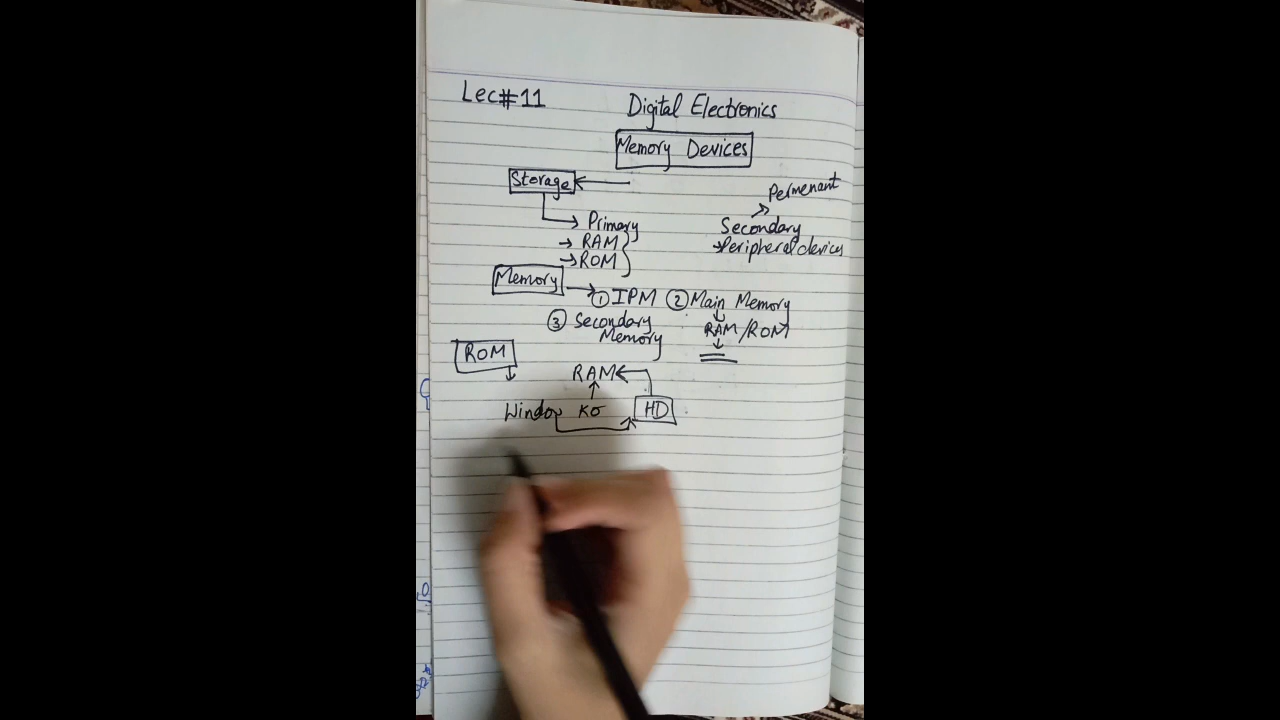 Lec#11 Digital Electronics
Memory Devices
Storage
Permenant
Primary Secondary
→ RAM → Peripheral devices
→ ROM
Memory → ① IPM ② Main Memory
③ Secondary Memory
RAM/ROM
ROM
RAM
Window KO HD